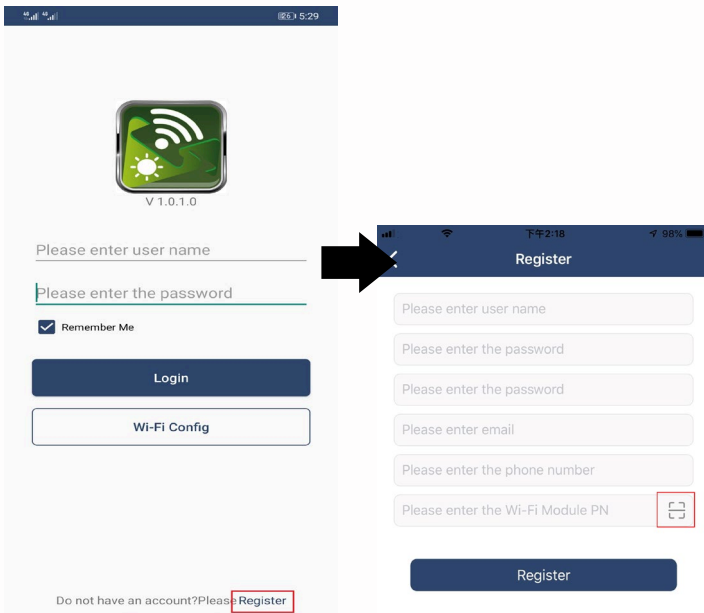 5:29
V 1.0.1.0
Please enter user name
Please enter the password
Remember Me
Login
Wi-Fi Config
Do not have an account?Please Register
下午2:18
98%
Register
Please enter user name
Please enter the password
Please enter the password
Please enter email
Please enter the phone number
Please enter the Wi-Fi Module PN
Register